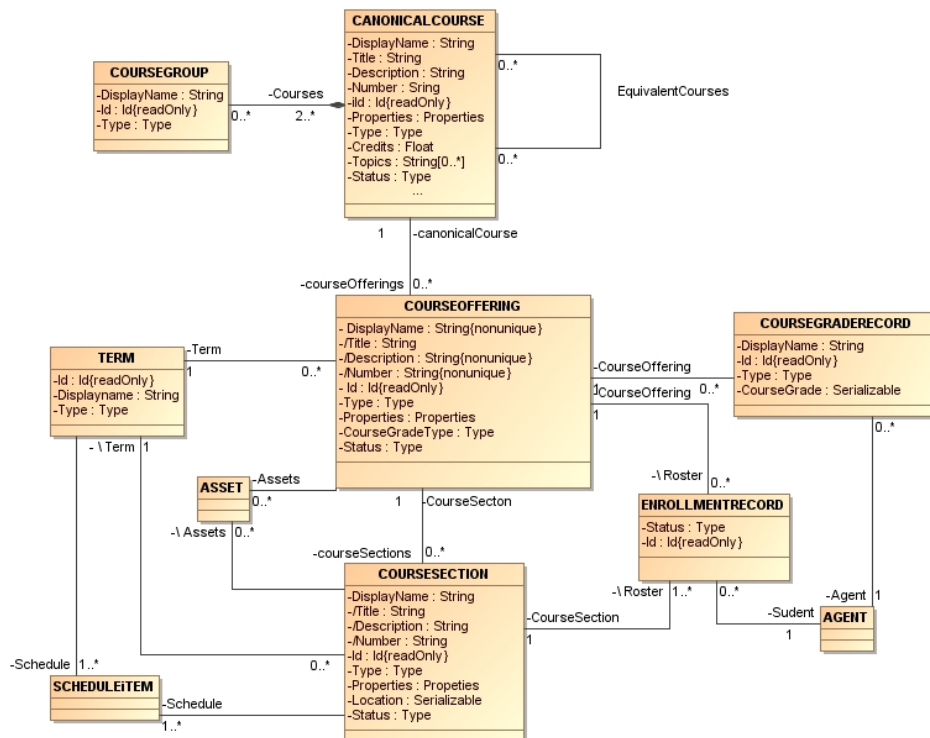 CANONICALCOURSE
-DisplayName : String
-Title : String
-Description : String
-Number : Sring
-iId : Id{readOnly}
-Properties : Properties
-Type : Type
-Credits : Float
-Topics : String[0..*]
-Status : Type
...
0..*
EquivalentCourses
0..*
COURSEGROUP
-DisplayName : String
-Id : Id{readOnly}
-Type : Type
-Courses
0..*
2..*
1
-canonicalCourse
-courseOfferings
0..*
COURSEOFFERING
- DisplayName : String{nonunique}
-/Title : String
-/Description : String{nonunique}
-/Number : String{nonunique}
- Id : Id{readOnly}
-Type : Type
-Properties : Properties
-CourseGradeType : Type
-Status : Type
COURSEGRADERECORD
-DisplayName : String
-Id : Id{readOnly}
-Type : Type
-CourseGrade : Serializable
-CourseOffering
1
0..*
CourseOffering
1
0..*
TERM
-Id : Id{readOnly}
-Displayname : String
-Type : Type
-Term
1
0..*
- \ Term
1
ASSET
-Assets
0..*
-\ Assets
0..*
1
-CourseSecton
-courseSections
0..*
-\ Roster
0..*
ENROLLMENTRECORD
-Status : Type
-Id : Id{readOnly}
-\ Roster
1..*
0..*
-CourseSection
1
-Sudent
1
-Agent
1
AGENT
COURSESECTION
-DisplayName : String
-/Title : String
-/Description : String
-/Number : String
-Id : Id{readOnly}
-Type : Type
-Properties : Propeties
-Location : Serializable
-Status : Type
0..*
-Schedule
1..*
SCHEDULEiTEM
-Schedule
1..*